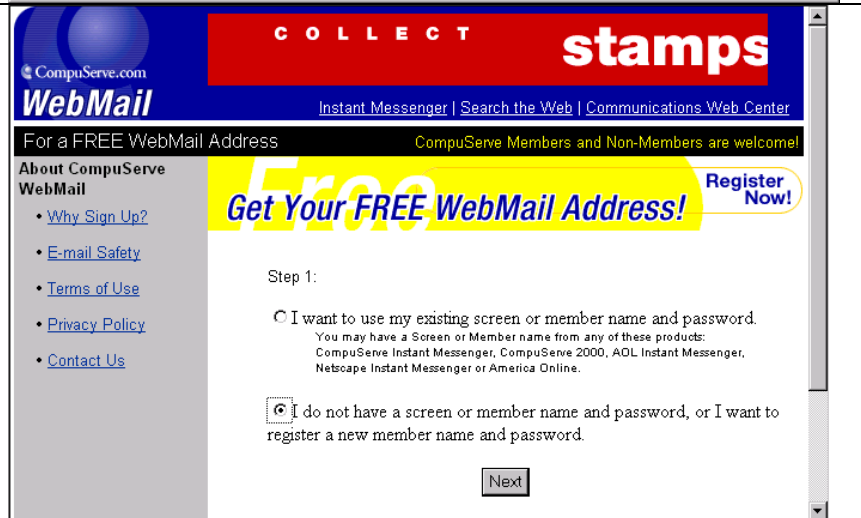 COLLECT stamps
CompuServe.com
WebMail
Instant Messenger | Search the Web | Communications Web Center
For a FREE WebMail Address CompuServe Members and Non-Members are welcome!
About CompuServe
WebMail
• Why Sign Up?
• E-mail Safety
• Terms of Use
• Privacy Policy
• Contact Us
Free
Get Your FREE WebMail Address!
Register
Now!
Step 1:
I want to use my existing screen or member name and password.
You may have a Screen or Member name from any of these products:
CompuServe Instant Messenger, CompuServe 2000, AOL Instant Messenger,
Netscape Instant Messenger or America Online.
I do not have a screen or member name and password, or I want to
register a new member name and password.
Next